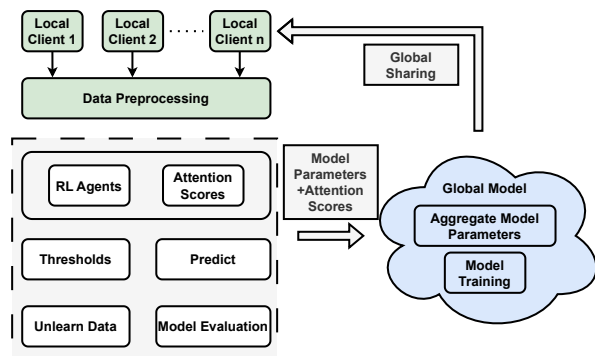 Local
Client 1
Local
Client 2
......
Local
Client n
Global
Sharing
Data Preprocessing
Model
Parameters
+Attention
Scores
RL Agents
Attention
Scores
Global Model
Aggregate Model
Parameters
Thresholds
Predict
Model
Training
Unlearn Data
Model Evaluation